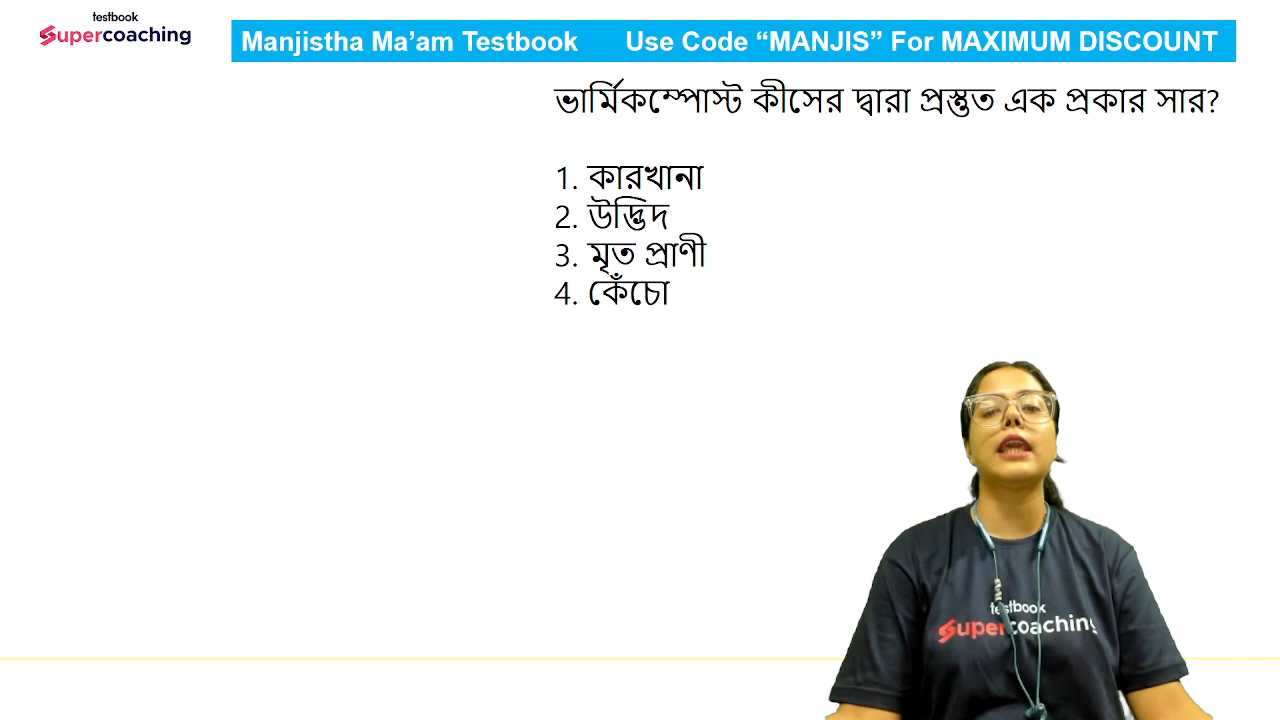 testbook
Supercoaching
Manjistha Ma’am Testbook Use Code “MANJIS” For MAXIMUM DISCOUNT
ভার্মিকম্পোস্ট কীসের দ্বারা প্রস্তুত এক প্রকার সার?
1. কারখানা
2. উদ্ভিদ
3. মৃত প্রাণী
4. কেঁচো
testbook
Supercoaching